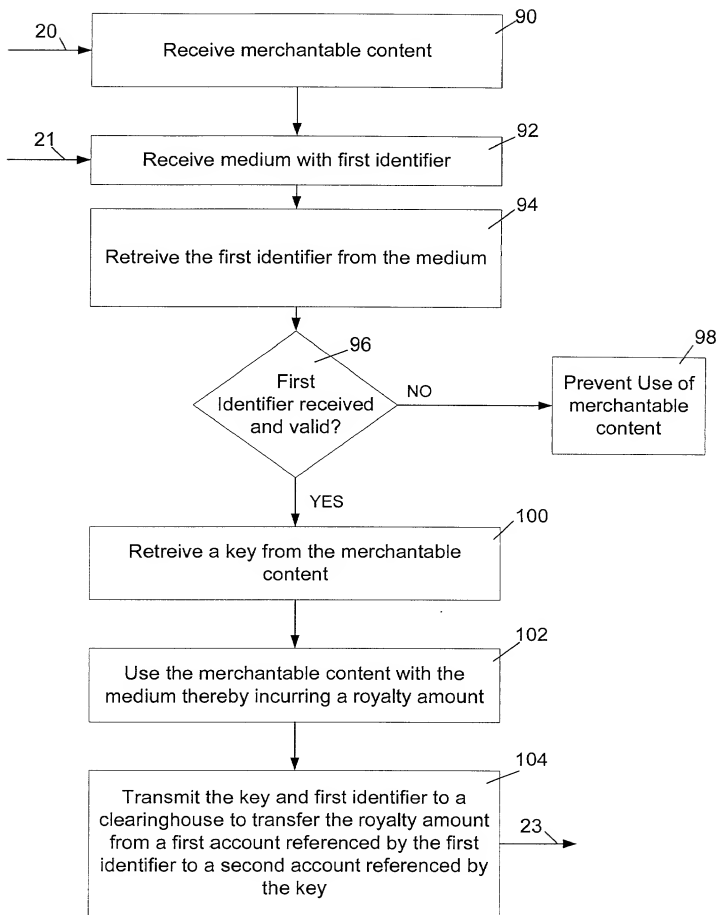 90
20
Receive merchantable content
92
21
Receive medium with first identifier
94
Retreive the first identifier from the medium
96
98
First
Identifier received
and valid?
NO
Prevent Use of
merchantable
content
YES
100
Retreive a key from the merchantable
content
102
Use the merchantable content with the
medium thereby incurring a royalty amount
104
Transmit the key and first identifier to a
clearinghouse to transfer the royalty amount
from a first account referenced by the first
identifier to a second account referenced by
the key
23